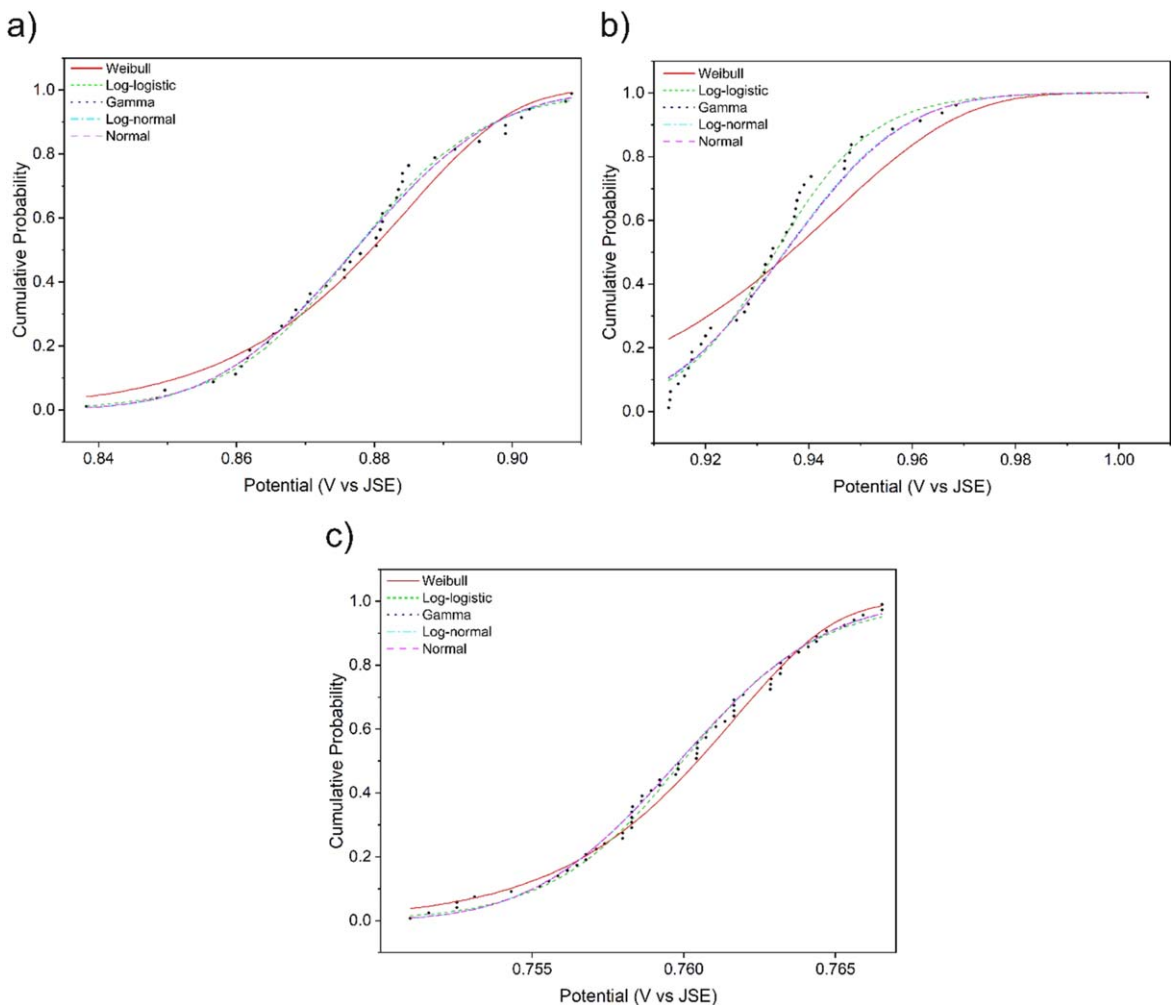 a)
Weibull
Log-logistic
Gamma
Log-normal
Normal
1.0
0.8
0.6
0.4
0.2
0.0
Cumulative Probability
0.84
0.86
0.88
0.90
Potential (V vs JSE)
b)
Weibull
Log-logistic
Gamma
Log-normal
Normal
1.0
0.8
0.6
0.4
0.2
0.0
Cumulative Probability
0.92
0.94
0.96
0.98
1.00
Potential (V vs JSE)
c)
Weibull
Log-logistic
Gamma
Log-normal
Normal
1.0
0.8
0.6
0.4
0.2
0.0
Cumulative Probability
0.755
0.760
0.765
Potential (V vs JSE)